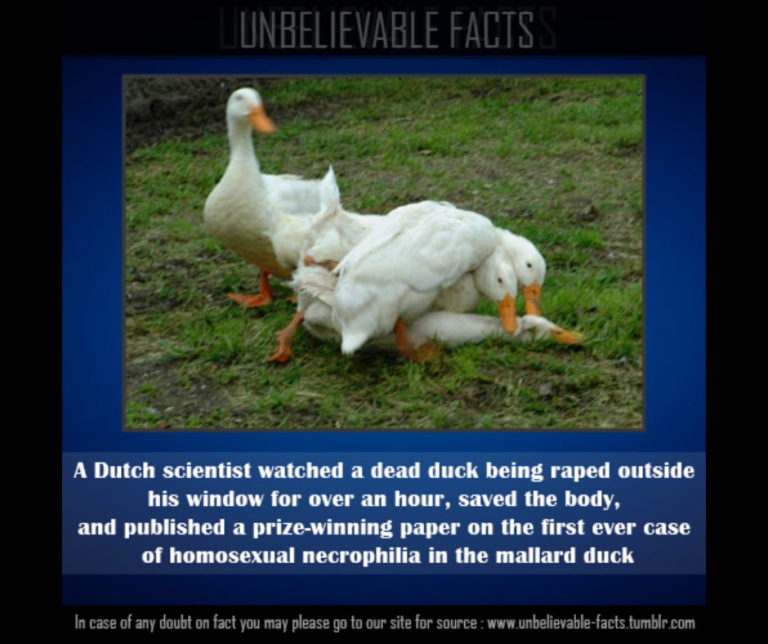 UNBELIEVABLE FACTS
A Dutch scientist watched a dead duck being raped outside
his window for over an hour, saved the body,
and published a prize-winning paper on the first ever case
of homosexual necrophilia in the mallard duck
In case of any doubt on fact you may please go to our site for source : www.unbelievable-facts.tumblr.com